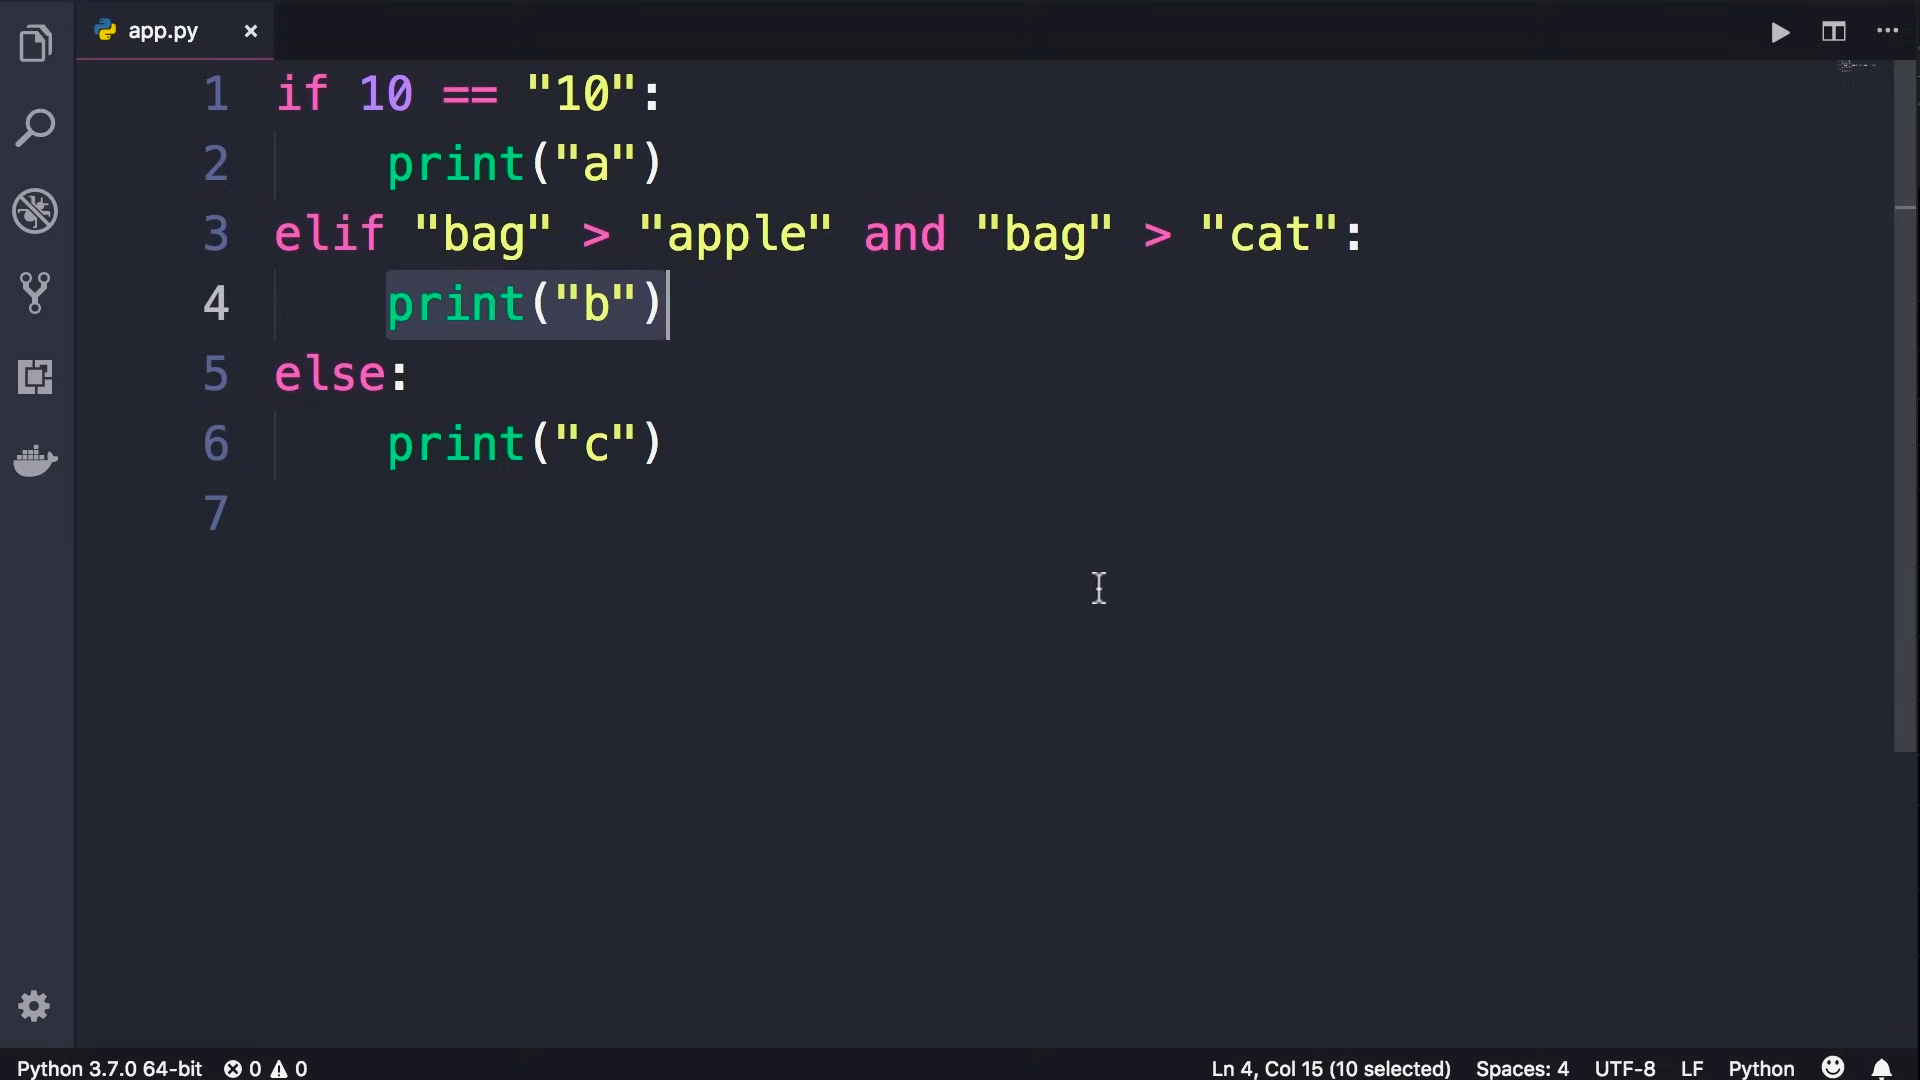 app.py ×
1 if 10 == "10":
2     print("a")
3 elif "bag" > "apple" and "bag" > "cat":
4     print("b")
5 else:
6     print("c")
7
Python 3.7.0 64-bit 0 0 Ln 4, Col 15 (10 selected) Spaces: 4 UTF-8 LF Python